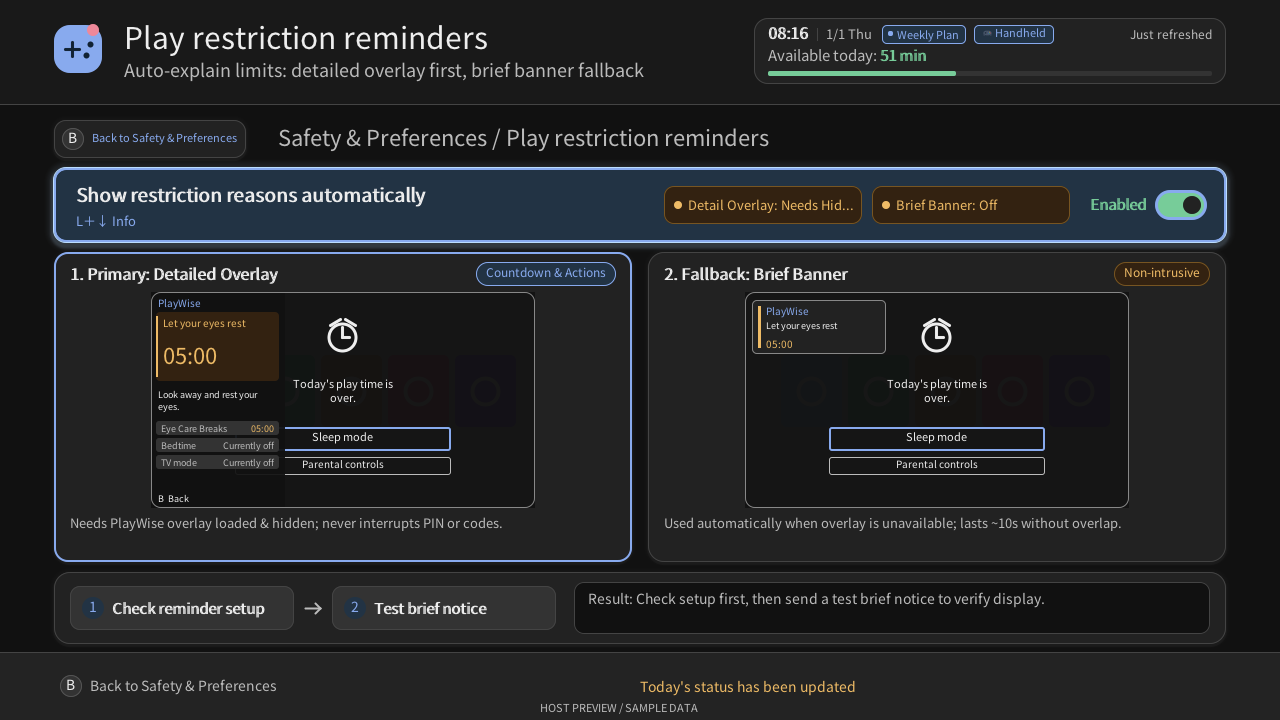 Play restriction reminders
Auto-explain limits: detailed overlay first, brief banner fallback
08:16 1/1 Thu Weekly Plan Handheld Just refreshed
Available today: 51 min
B Back to Safety & Preferences
Safety & Preferences / Play restriction reminders
Show restriction reasons automatically
L+↓ Info
Detail Overlay: Needs Hid...
Brief Banner: Off
Enabled
1. Primary: Detailed Overlay
Countdown & Actions
PlayWise
Let your eyes rest
05:00
Look away and rest your
eyes.
Eye Care Breaks 05:00
Bedtime Currently off
TV mode Currently off
B Back
Today's play time is
over.
Sleep mode
Parental controls
Needs PlayWise overlay loaded & hidden; never interrupts PIN or codes.
2. Fallback: Brief Banner
Non-intrusive
PlayWise
Let your eyes rest
05:00
Today's play time is
over.
Sleep mode
Parental controls
Used automatically when overlay is unavailable; lasts ~10s without overlap.
1 Check reminder setup → 2 Test brief notice
Result: Check setup first, then send a test brief notice to verify display.
B Back to Safety & Preferences
Today's status has been updated
HOST PREVIEW / SAMPLE DATA